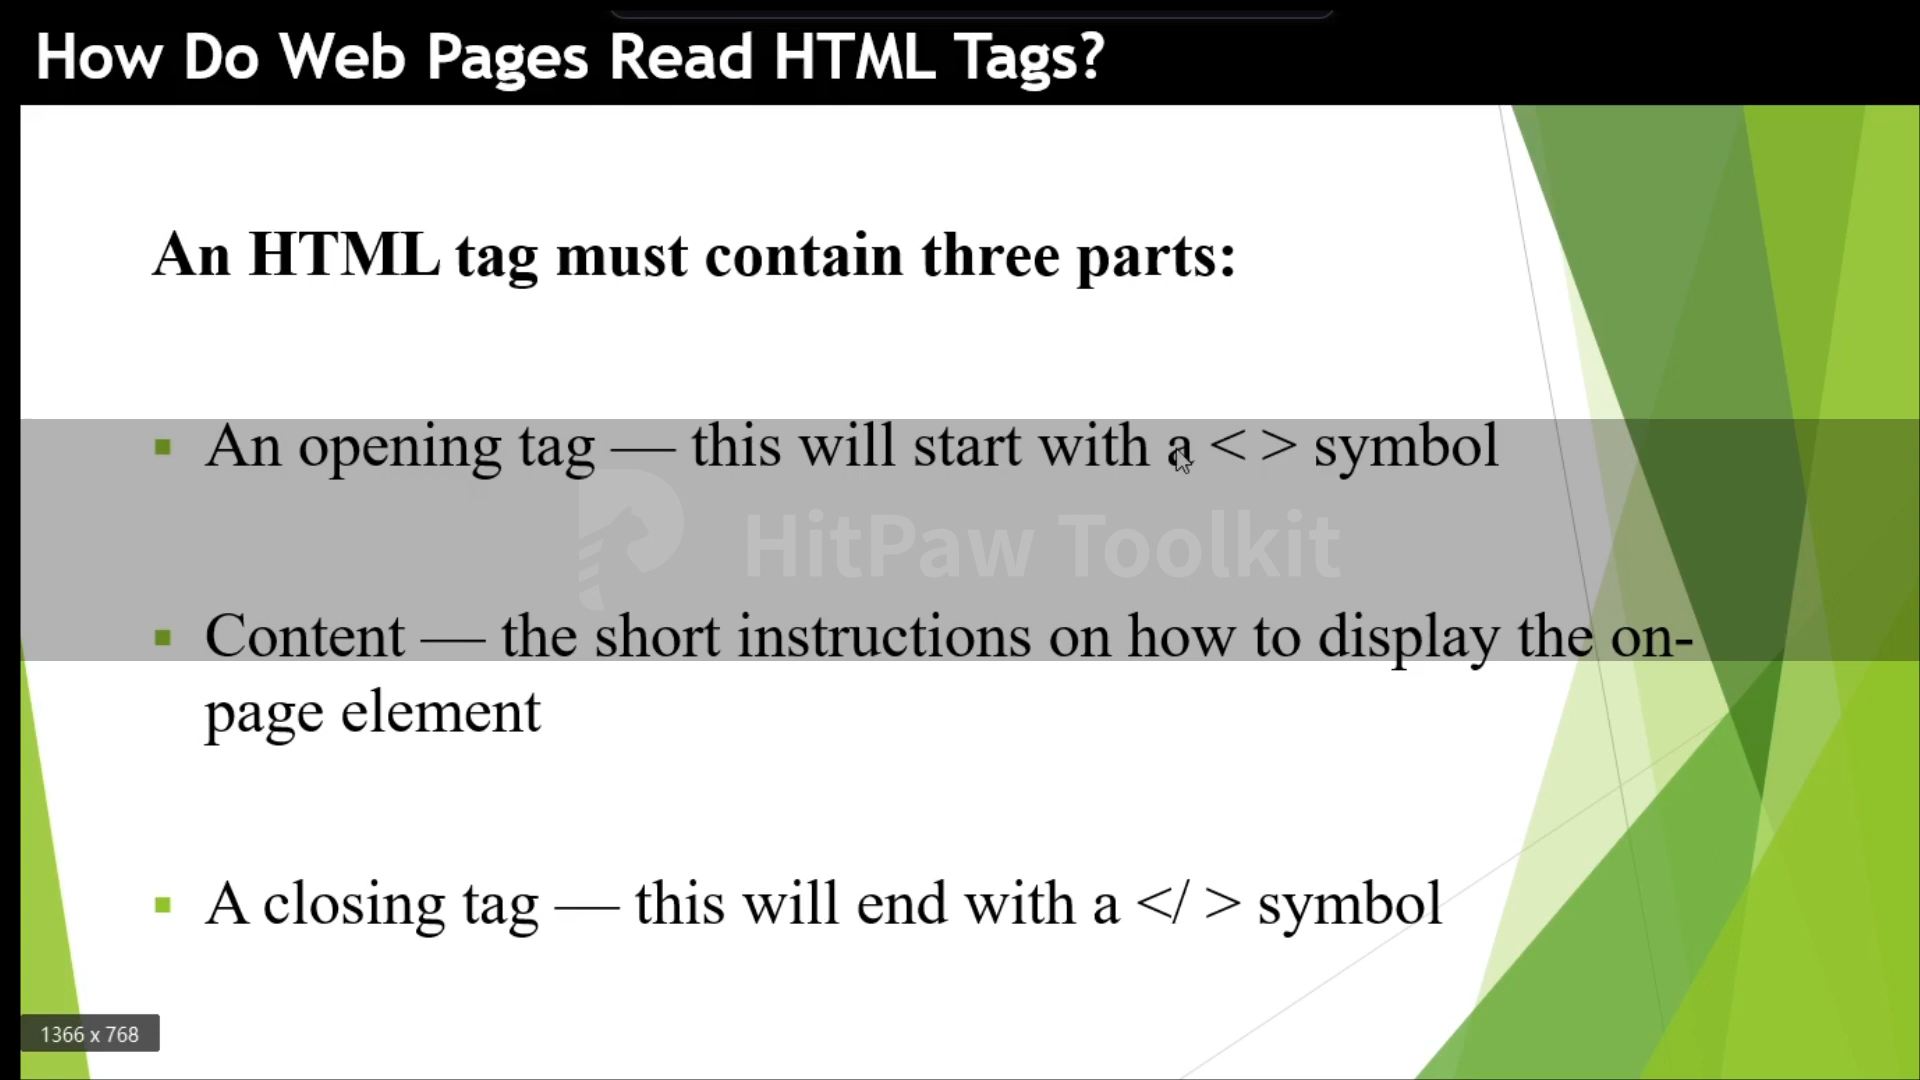 How Do Web Pages Read HTML Tags?
An HTML tag must contain three parts:
An opening tag — this will start with a < > symbol
HitPaw Toolkit
Content — the short instructions on how to display the on-
page element
A closing tag — this will end with a </ > symbol
1366 x 768